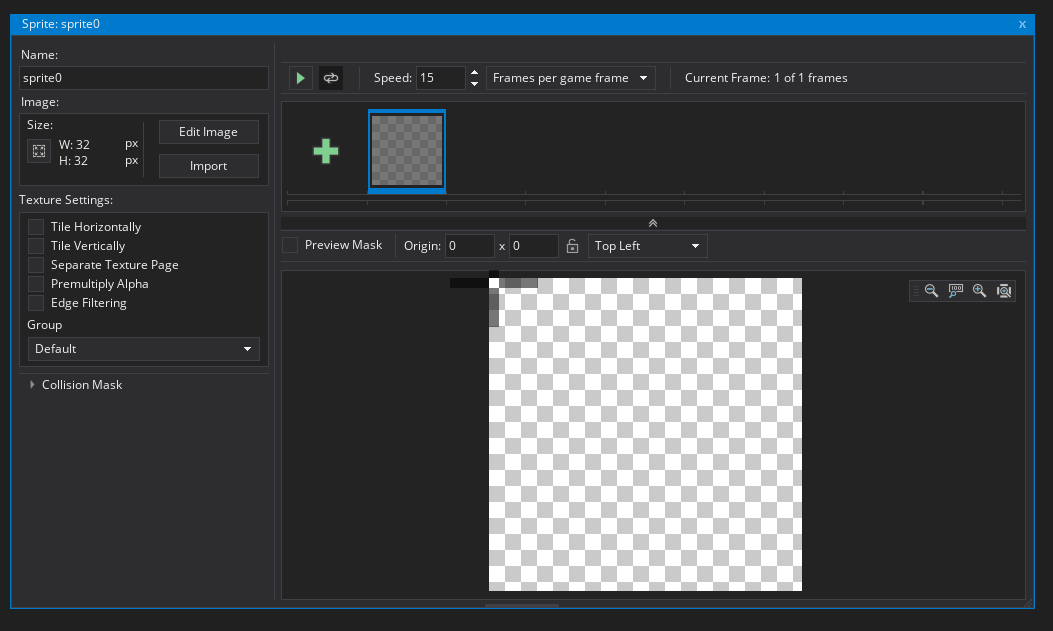 Sprite: sprite0
x
Name:
sprite0
Image:
Size:
W: 32 px
H: 32 px
Edit Image
Import
Texture Settings:
Tile Horizontally
Tile Vertically
Separate Texture Page
Premultiply Alpha
Edge Filtering
Group
Default
Collision Mask
Speed: 15 Frames per game frame Current Frame: 1 of 1 frames
Preview Mask Origin: 0 x 0 Top Left
100